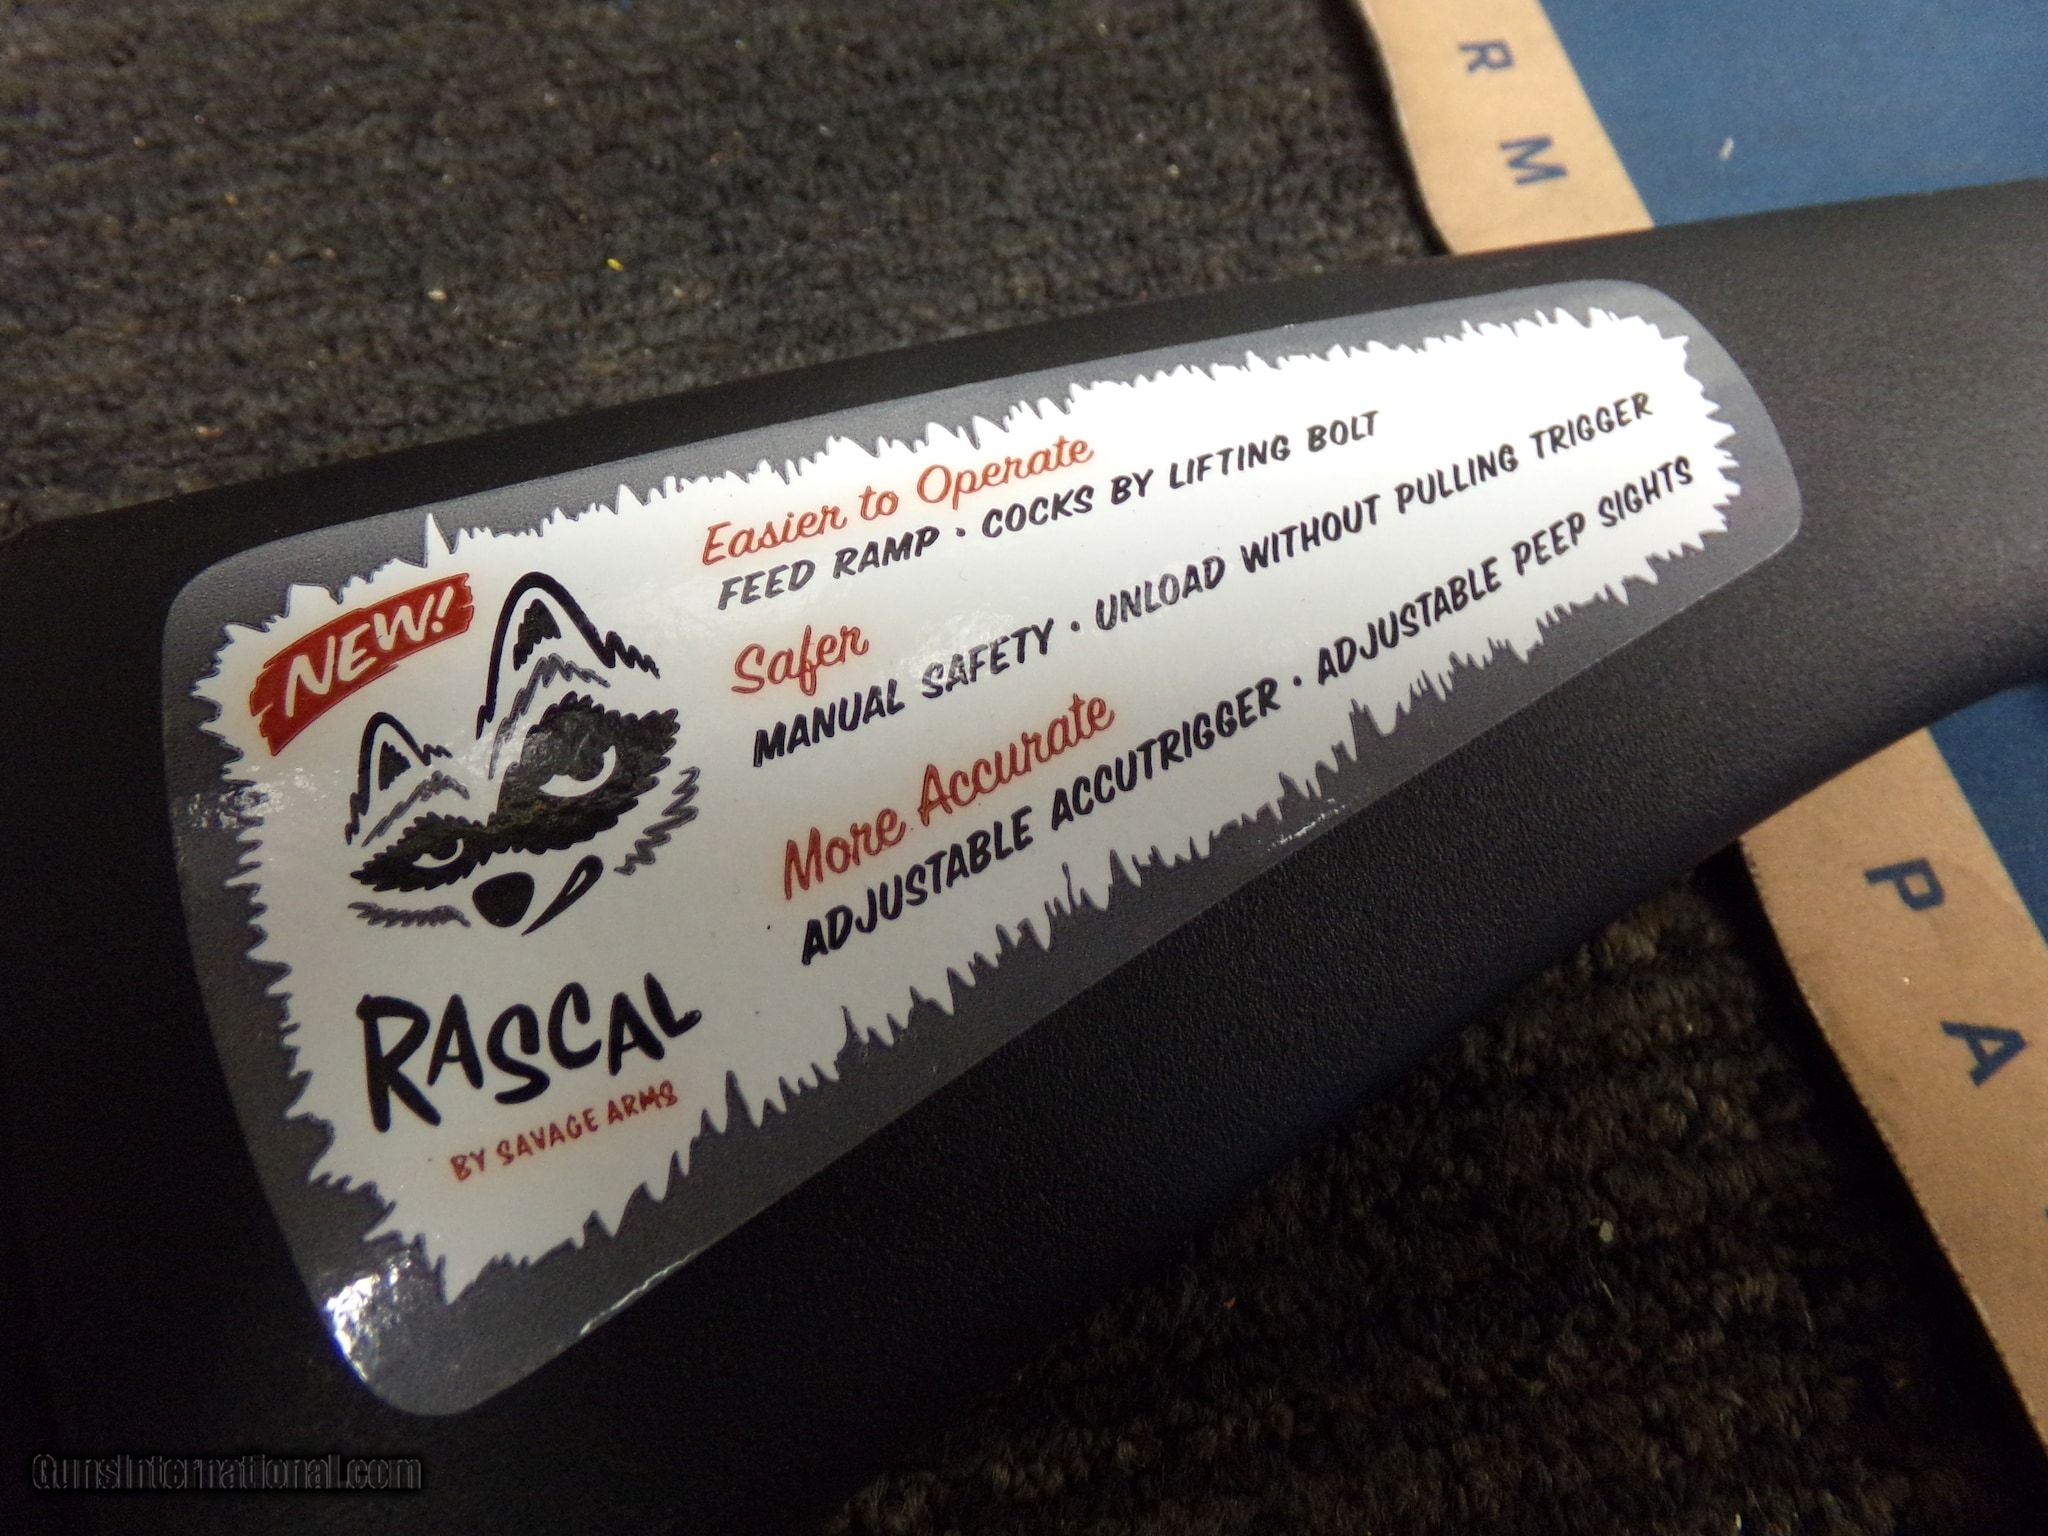 NEW!
RASCAL
BY SAVAGE ARMS
Easier to Operate
FEED RAMP · COCKS BY LIFTING BOLT
Safer
MANUAL SAFETY · UNLOAD WITHOUT PULLING TRIGGER
More Accurate
ADJUSTABLE ACCUTRIGGER · ADJUSTABLE PEEP SIGHTS
R M
P A
GunsInternational.com